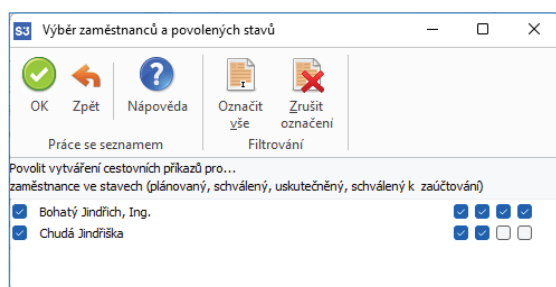 S3 Výběr zaměstnanců a povolených stavů
OK Zpět Nápověda Označit vše Zrušit označení
Práce se seznamem Filtrování
Povolit vytváření cestovních příkazů pro...
zaměstnance ve stavech (plánovaný, schválený, uskutečněný, schválený k zaúčtování)
Bohatý Jindřich, Ing.
Chudá Jindřiška